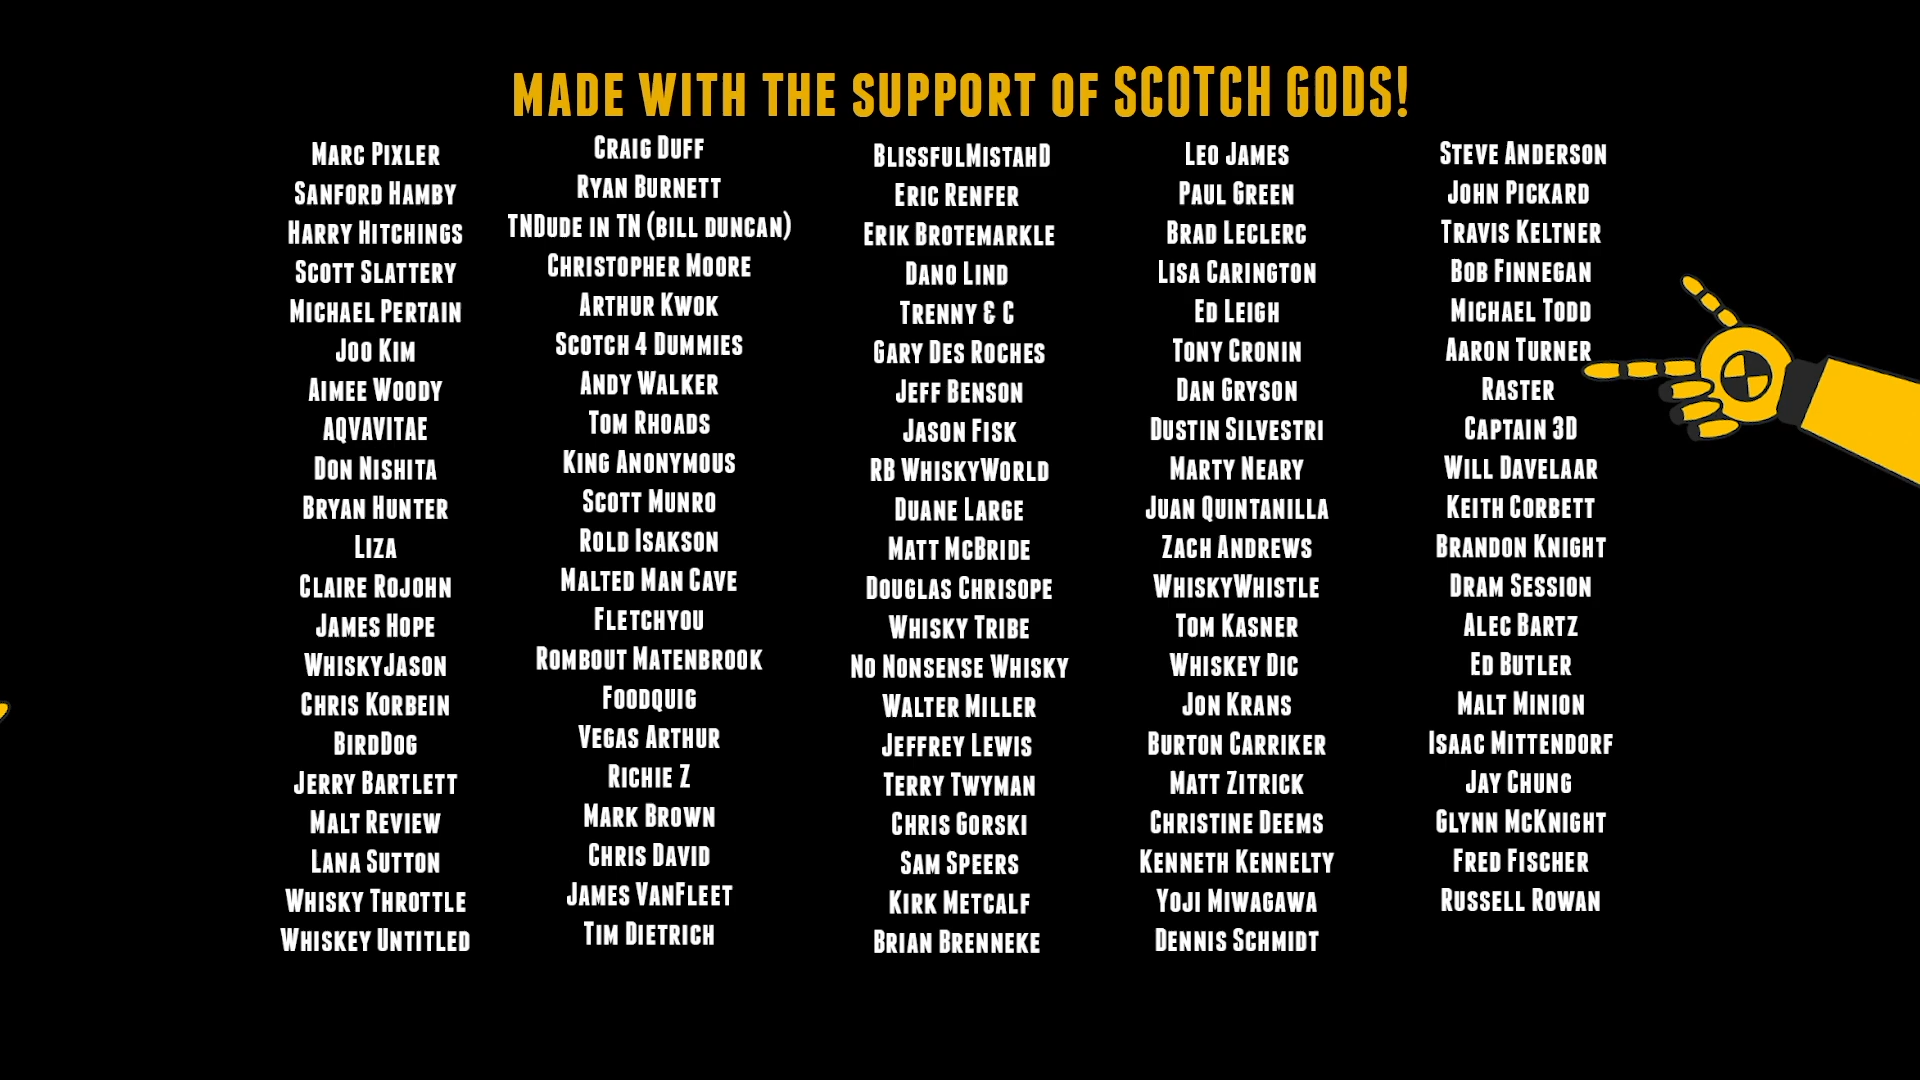 MADE WITH THE SUPPORT OF SCOTCH GODS!
Marc Pixler
Sanford Hamby
Harry Hitchings
Scott Slattery
Michael Pertain
Joo Kim
Aimee Woody
AQVAVITAE
Don Nishita
Bryan Hunter
Liza
Claire RoJohn
James Hope
WhiskyJason
Chris Korbein
BirdDog
Jerry Bartlett
Malt Review
Lana Sutton
Whisky Throttle
Whiskey Untitled
Craig Duff
Ryan Burnett
TNDude in TN (bill duncan)
Christopher Moore
Arthur Kwok
Scotch 4 Dummies
Andy Walker
Tom Rhoads
King Anonymous
Scott Munro
Rold Isakson
Malted Man Cave
Fletchyou
Rombout Matenbrook
Foodquig
Vegas Arthur
Richie Z
Mark Brown
Chris David
James VanFleet
Tim Dietrich
BlissfulMistahD
Eric Renfer
Erik Brotemarkle
Dano Lind
Trenny & C
Gary Des Roches
Jeff Benson
Jason Fisk
RB WhiskyWorld
Duane Large
Matt McBride
Douglas Chrisope
Whisky Tribe
No Nonsense Whisky
Walter Miller
Jeffrey Lewis
Terry Twyman
Chris Gorski
Sam Speers
Kirk Metcalf
Brian Brenneke
Leo James
Paul Green
Brad Leclerc
Lisa Carington
Ed Leigh
Tony Cronin
Dan Gryson
Dustin Silvestri
Marty Neary
Juan Quintanilla
Zach Andrews
WhiskyWhistle
Tom Kasner
Whiskey Dic
Jon Krans
Burton Carriker
Matt Zitrick
Christine Deems
Kenneth Kennelty
Yoji Miwagawa
Dennis Schmidt
Steve Anderson
John Pickard
Travis Keltner
Bob Finnegan
Michael Todd
Aaron Turner
Raster
Captain 3D
Will Davelaar
Keith Corbett
Brandon Knight
Dram Session
Alec Bartz
Ed Butler
Malt Minion
Isaac Mittendorf
Jay Chung
Glynn McKnight
Fred Fischer
Russell Rowan